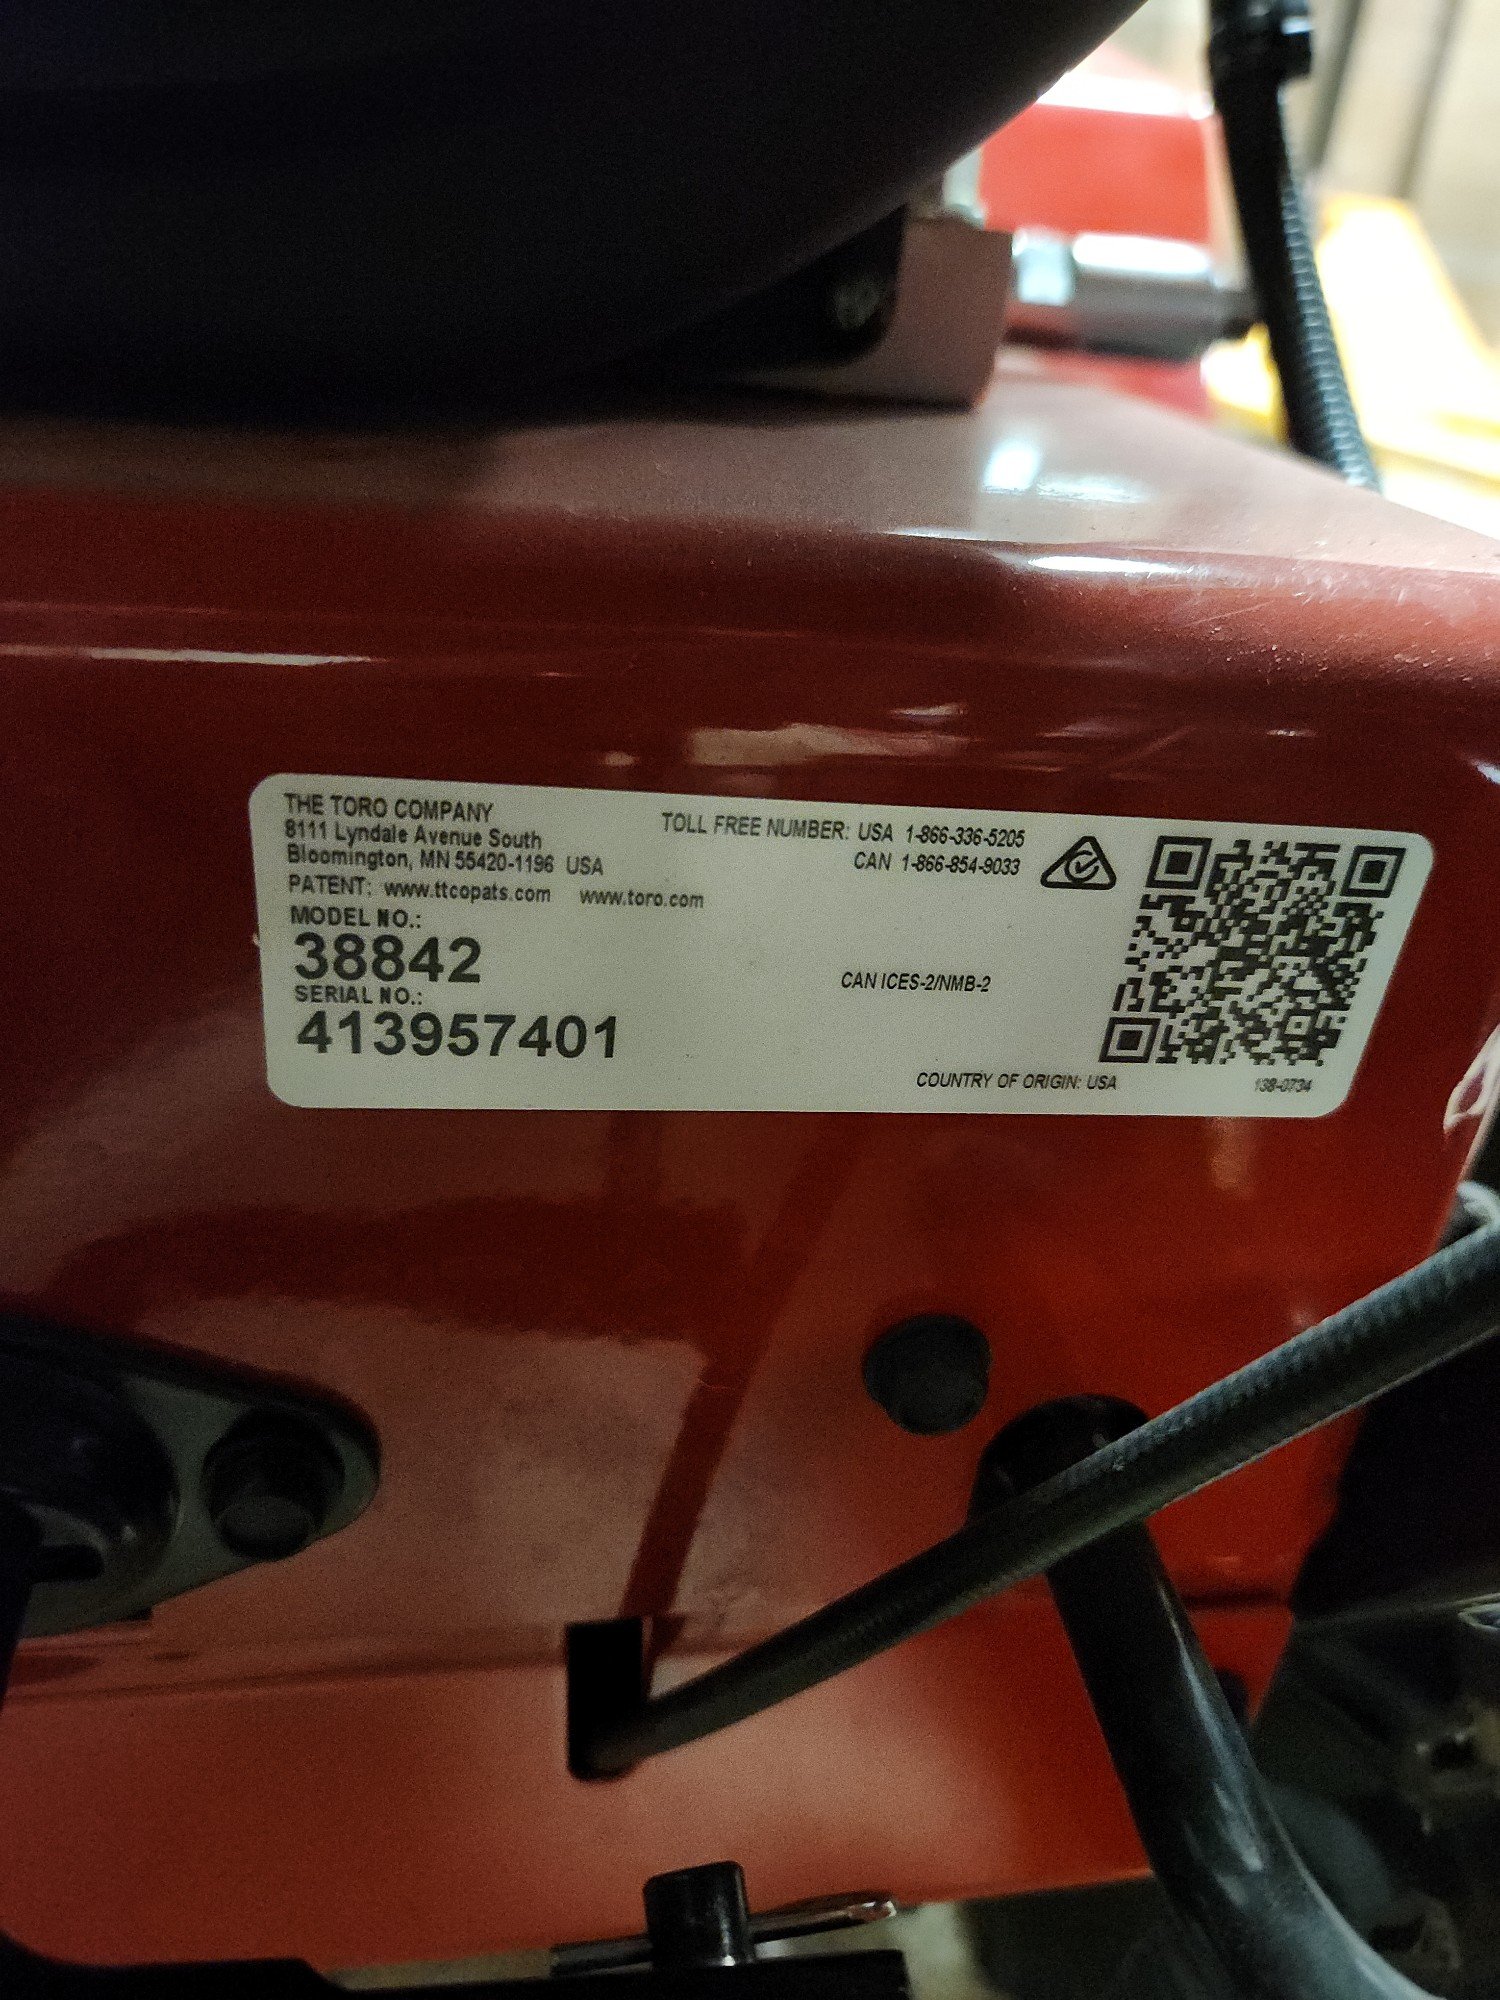 THE TORO COMPANY
8111 Lyndale Avenue South
Bloomington, MN 55420-1196 USA
PATENT: www.ttcopats.com www.toro.com
TOLL FREE NUMBER: USA 1-866-336-5205
CAN 1-866-854-9033
MODEL NO.:
38842
SERIAL NO.:
413957401
CAN ICES-2/NMB-2
COUNTRY OF ORIGIN: USA
138-0734